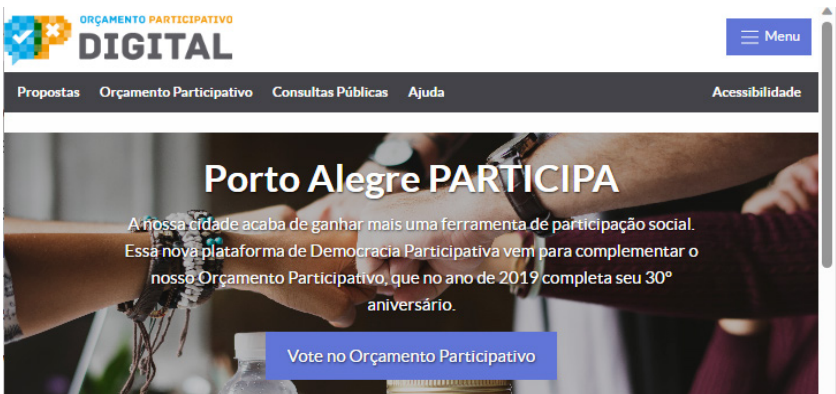 ORÇAMENTO PARTICIPATIVO
DIGITAL
Menu
Propostas Orçamento Participativo Consultas Públicas Ajuda Acessibilidade
Porto Alegre PARTICIPA
A nossa cidade acaba de ganhar mais uma ferramenta de participação social.
Essa nova plataforma de Democracia Participativa vem para complementar o
nosso Orçamento Participativo, que no ano de 2019 completa seu 30°
aniversário.
Vote no Orçamento Participativo